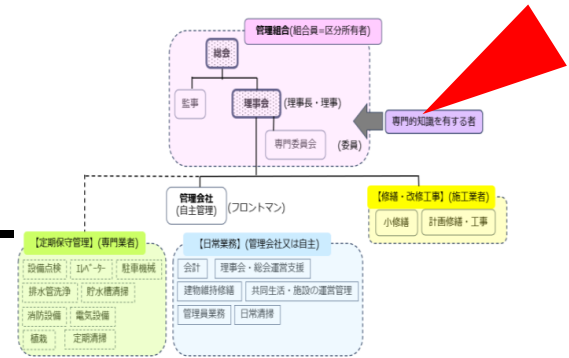 管理組合(組合員=区分所有者)
総会
監事
理事会
(理事長・理事)
専門的知識を有する者
専門委員会
(委員)
管理会社
(自主管理)
(フロントマン)
【修繕・改修工事】(施工業者)
小修繕
計画修繕・工事
【定期保守管理】(専門業者)
設備点検
エレベーター
駐車機械
排水管洗浄
貯水槽清掃
消防設備
電気設備
植栽
定期清掃
【日常業務】(管理会社又は自主)
会計
理事会・総会運営支援
建物維持修繕
共同生活・施設の運営管理
管理員業務
日常清掃